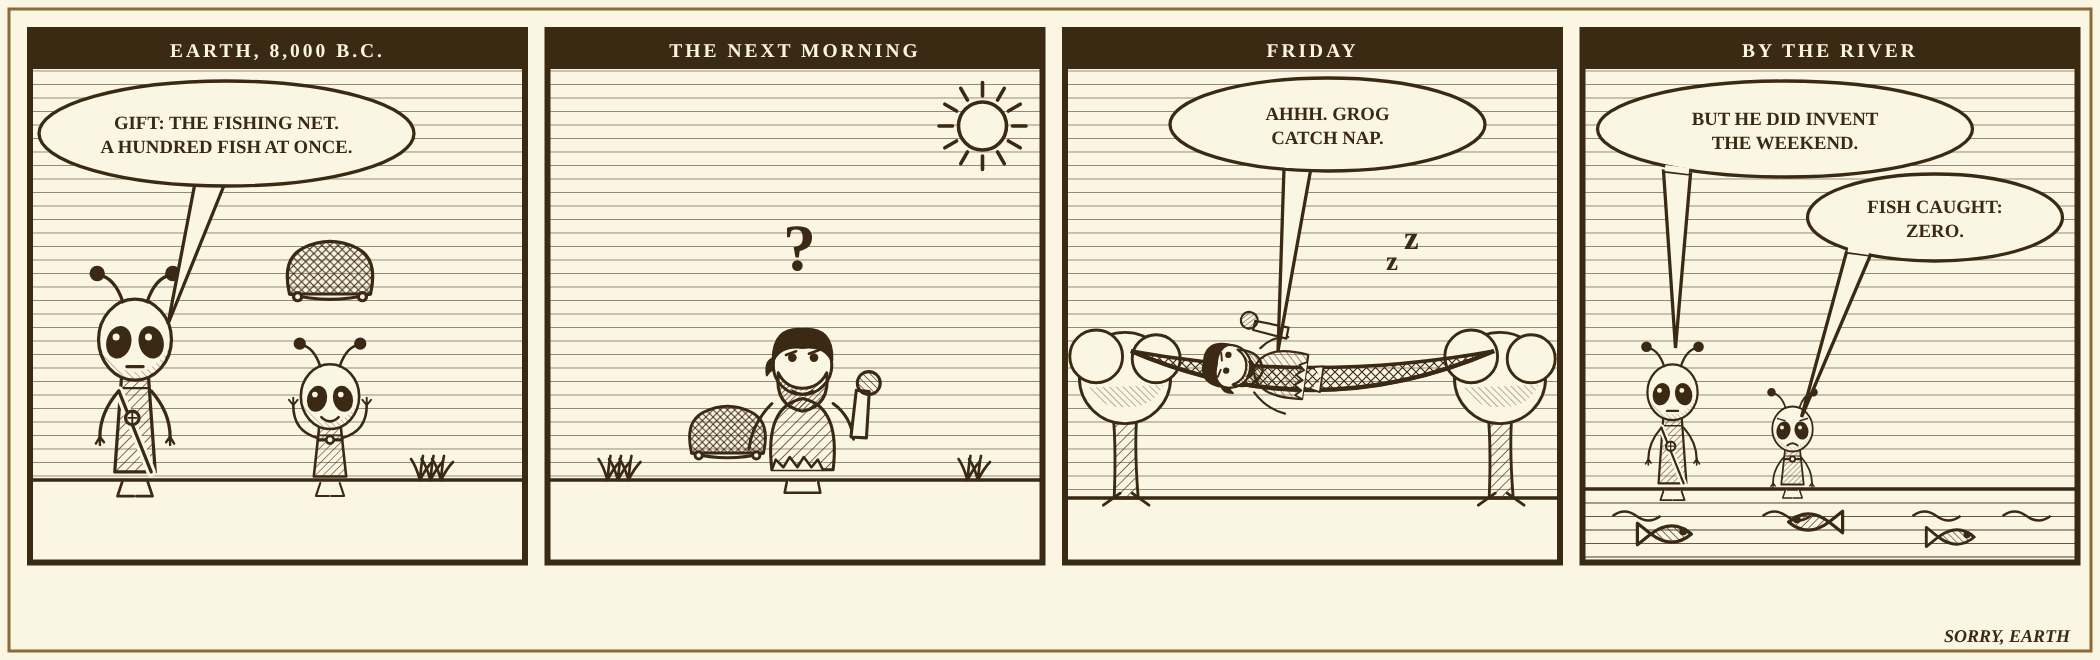 EARTH, 8,000 B.C.
GIFT: THE FISHING NET.
A HUNDRED FISH AT ONCE.
THE NEXT MORNING
?
FRIDAY
AHHH. GROG
CATCH NAP.
z
z
BY THE RIVER
BUT HE DID INVENT
THE WEEKEND.
FISH CAUGHT:
ZERO.
SORRY, EARTH